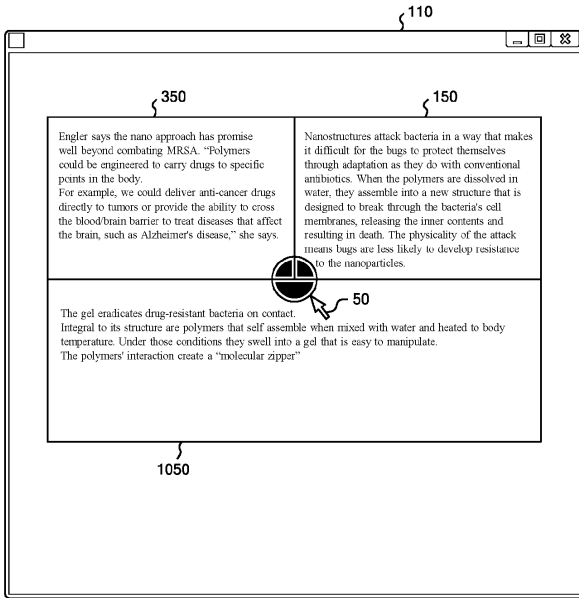 110
350
150
Engler says the nano approach has promise
well beyond combating MRSA. “Polymers
could be engineered to carry drugs to specific
points in the body.
For example, we could deliver anti-cancer drugs
directly to tumors or provide the ability to cross
the blood/brain barrier to treat diseases that affect
the brain, such as Alzheimer's disease,” she says.
Nanostructures attack bacteria in a way that makes
it difficult for the bugs to protect themselves
through adaptation as they do with conventional
antibiotics. When the polymers are dissolved in
water, they assemble into a new structure that is
designed to break through the bacteria's cell
membranes, releasing the inner contents and
resulting in death. The physicality of the attack
means bugs are less likely to develop resistance
to the nanoparticles.
50
The gel eradicates drug-resistant bacteria on contact.
Integral to its structure are polymers that self assemble when mixed with water and heated to body
temperature. Under those conditions they swell into a gel that is easy to manipulate.
The polymers' interaction create a “molecular zipper”
1050